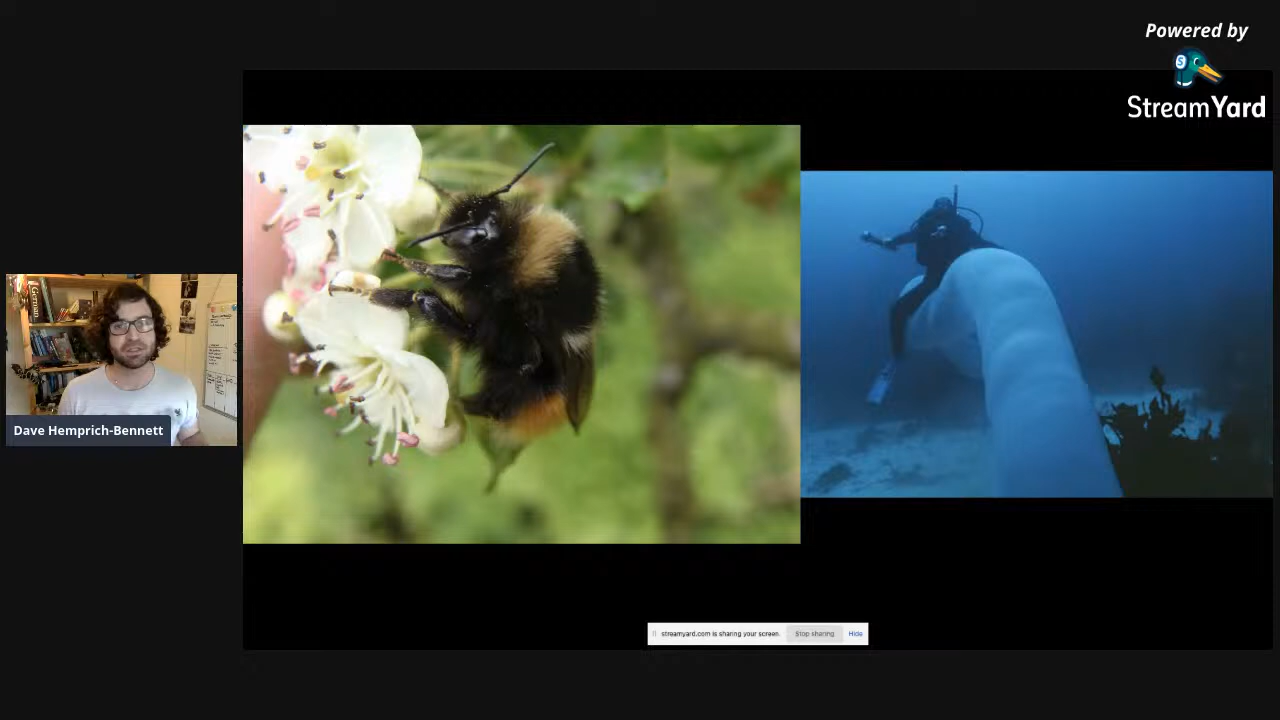 Powered by
StreamYard
Dave Hemprich-Bennett
streamyard.com is sharing your screen.
Stop sharing
Hide